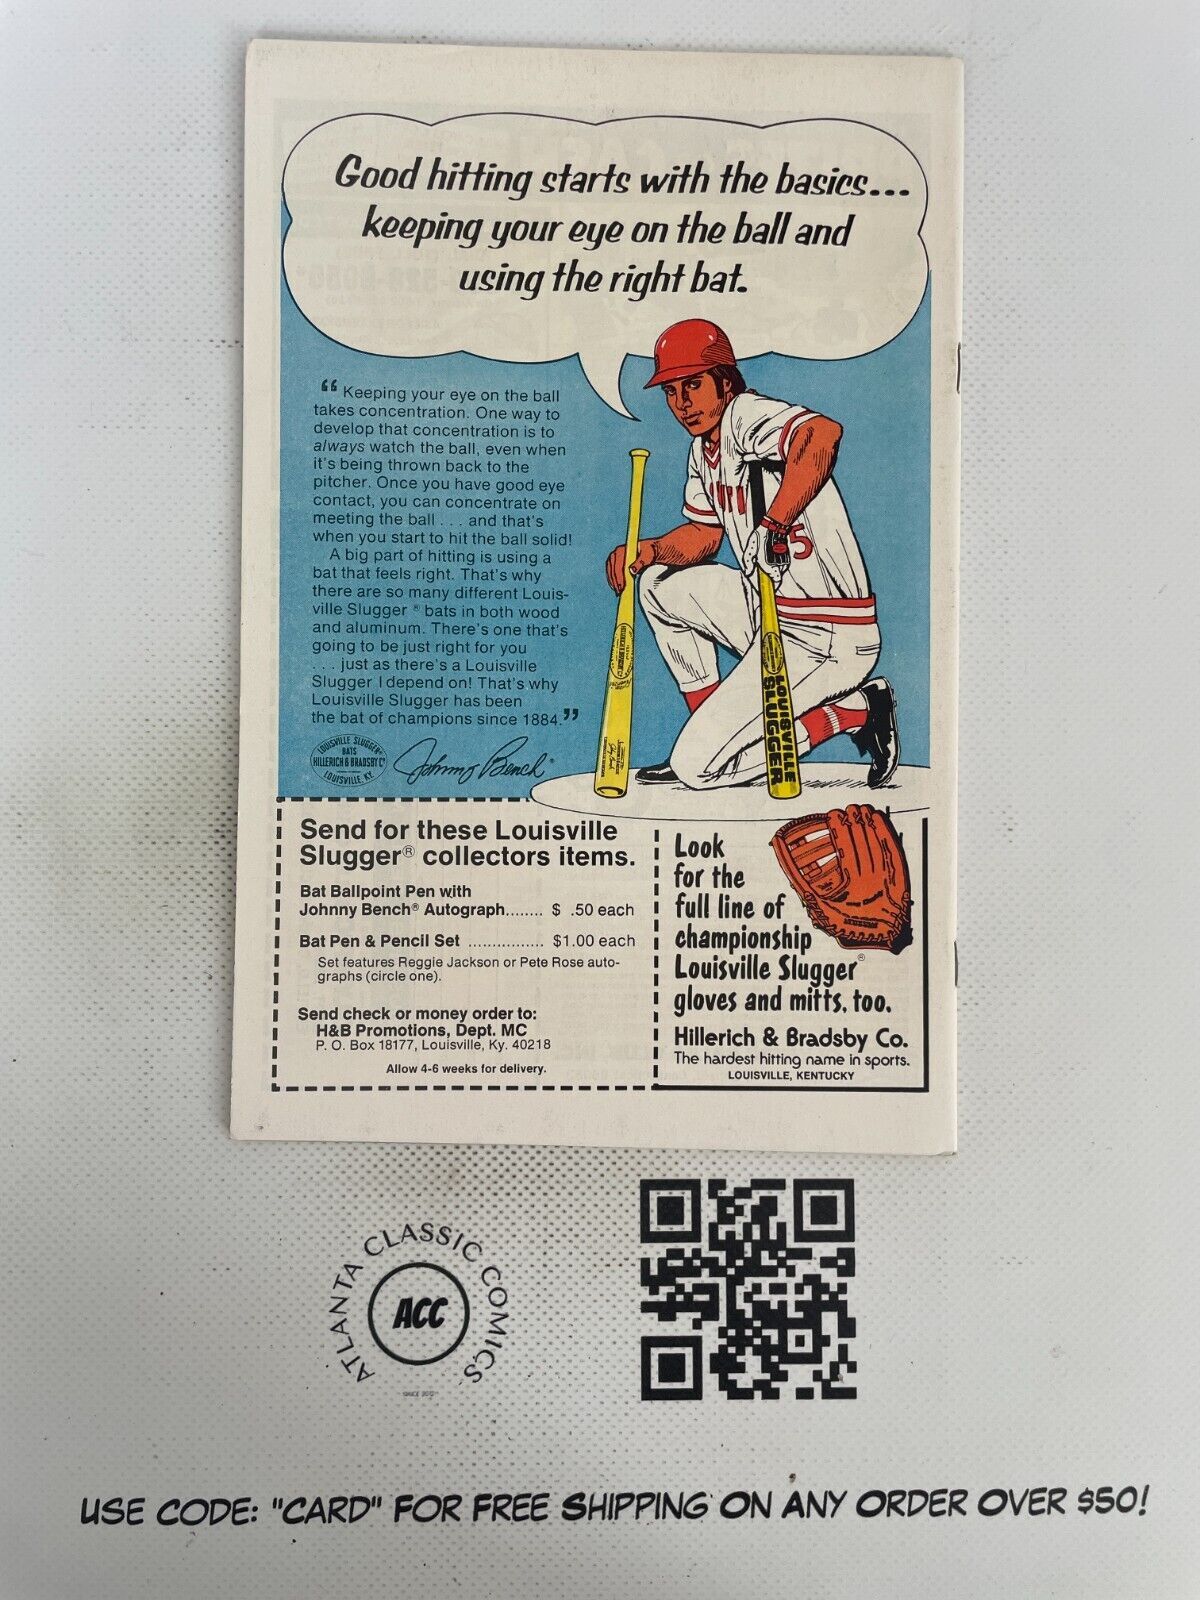 Good hitting starts with the basics...
keeping your eye on the ball and
using the right bat.
“ Keeping your eye on the ball
takes concentration. One way to
develop that concentration is to
always watch the ball, even when
it's being thrown back to the
pitcher. Once you have good eye
contact, you can concentrate on
meeting the ball . . . and that's
when you start to hit the ball solid!
A big part of hitting is using a
bat that feels right. That's why
there are so many different Louis-
ville Slugger® bats in both wood
and aluminum. There's one that's
going to be just right for you
. . . just as there's a Louisville
Slugger I depend on! That's why
Louisville Slugger has been
the bat of champions since 1884.”
LOUISVILLE SLUGGER®
BATS
HILLERICH & BRADSBY Cº
LOUISVILLE, KY.
Johnny Bench®
5
LOUISVILLE
SLUGGER
Send for these Louisville
Slugger® collectors items.
Bat Ballpoint Pen with
Johnny Bench® Autograph........ $ .50 each
Bat Pen & Pencil Set ................ $1.00 each
Set features Reggie Jackson or Pete Rose auto-
graphs (circle one).
Send check or money order to:
H&B Promotions, Dept. MC
P. O. Box 18177, Louisville, Ky. 40218
Allow 4-6 weeks for delivery.
Look
for the
full line of
championship
Louisville Slugger®
gloves and mitts, too.
Hillerich & Bradsby Co.
The hardest hitting name in sports.
LOUISVILLE, KENTUCKY
ATLANTA CLASSIC COMICS
ACC
USE CODE: "CARD" FOR FREE SHIPPING ON ANY ORDER OVER $50!